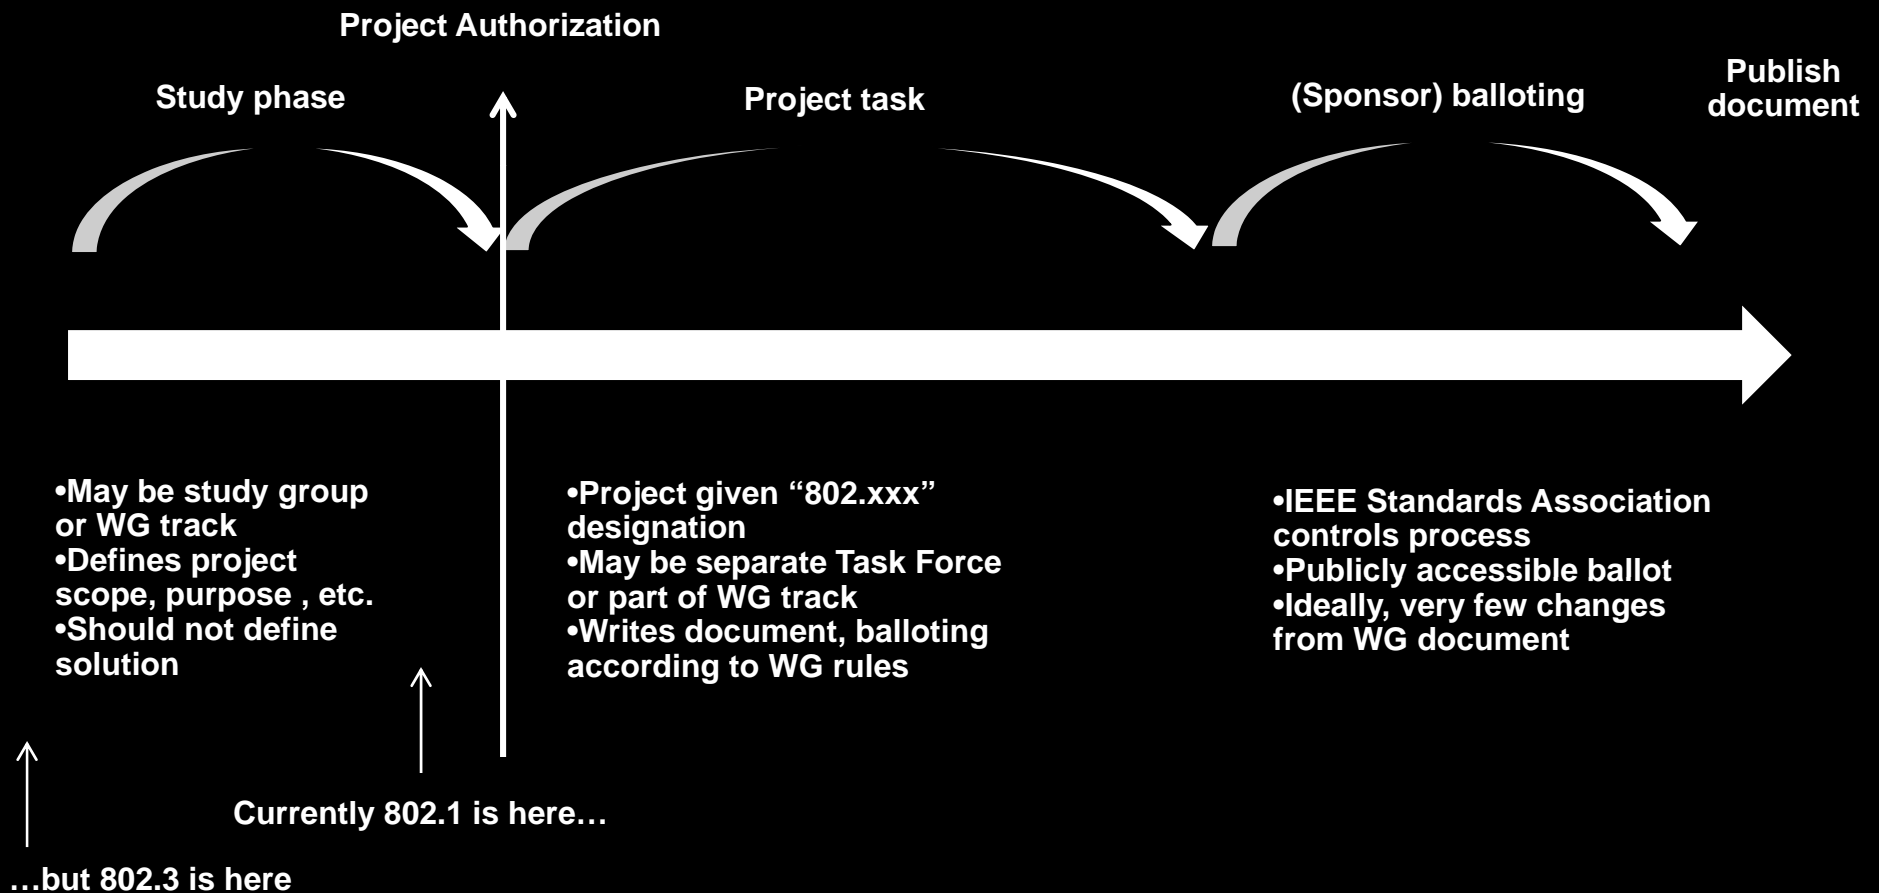 Project Authorization
Study phase
Project task
(Sponsor) balloting
Publish
document
•May be study group
or WG track
•Defines project
scope, purpose , etc.
•Should not define
solution
•Project given “802.xxx”
designation
•May be separate Task Force
or part of WG track
•Writes document, balloting
according to WG rules
•IEEE Standards Association
controls process
•Publicly accessible ballot
•Ideally, very few changes
from WG document
Currently 802.1 is here…
…but 802.3 is here